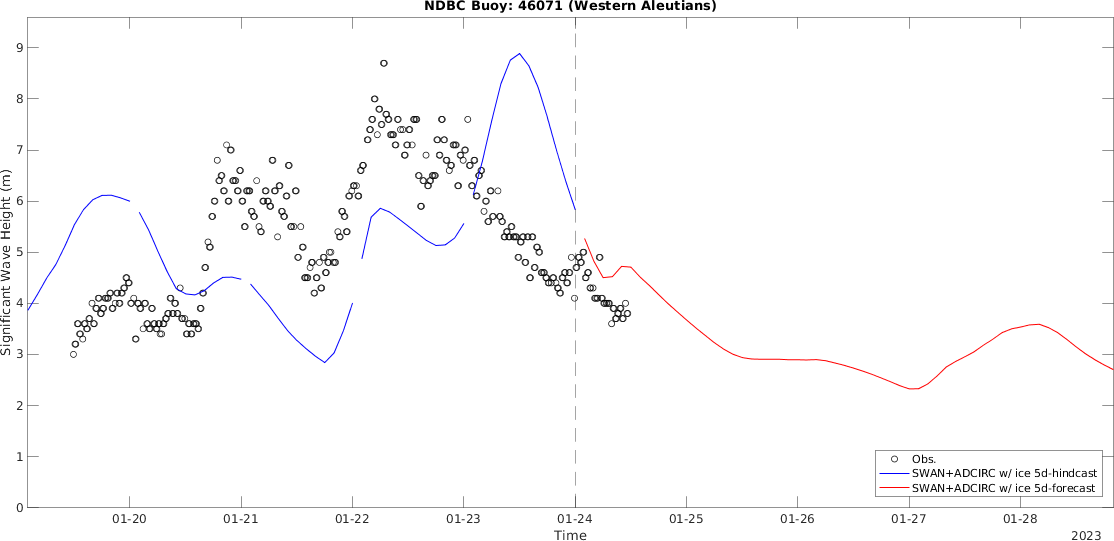 NDBC Buoy: 46071 (Western Aleutians)
9
8
7
6
5
4
3
2
1
0
Significant Wave Height (m)
Obs.
SWAN+ADCIRC w/ ice 5d-hindcast
SWAN+ADCIRC w/ ice 5d-forecast
01-20 01-21 01-22 01-23 01-24 01-25 01-26 01-27 01-28
Time
2023